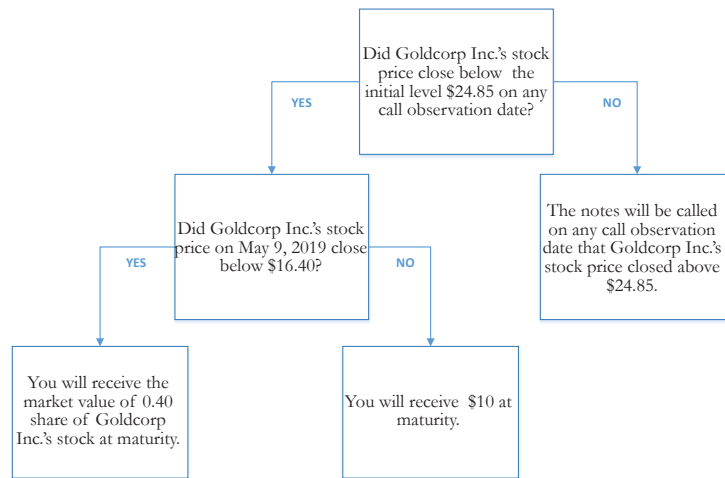 Did Goldcorp Inc.'s stock
price close below the
initial level $24.85 on any
call observation date?
YES
NO
Did Goldcorp Inc.'s stock
price on May 9, 2019 close
below $16.40?
The notes will be called
on any call observation
date that Goldcorp Inc.'s
stock price closed above
$24.85.
YES
NO
You will receive the
market value of 0.40
share of Goldcorp
Inc.'s stock at maturity.
You will receive $10 at
maturity.